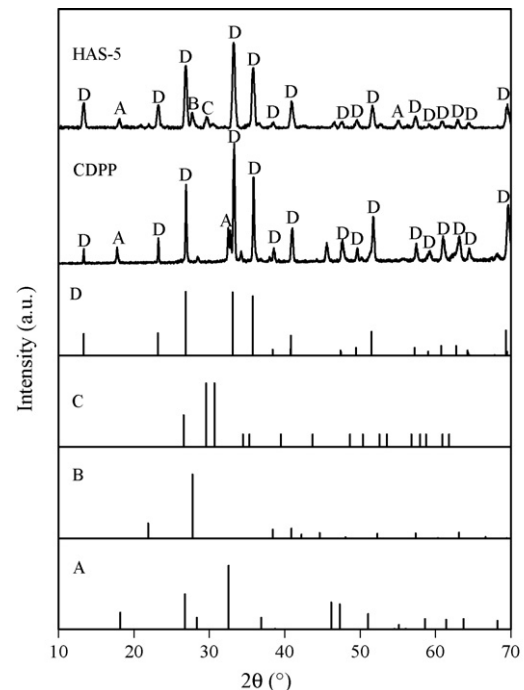 HAS-5
D A D D B C D D D D D D D A D D D D D D
CDPP
D A D D A D D D D D D D D D D D D
D
C
B
A
Intensity (a.u.)
10 20 30 40 50 60 70
2θ (°)